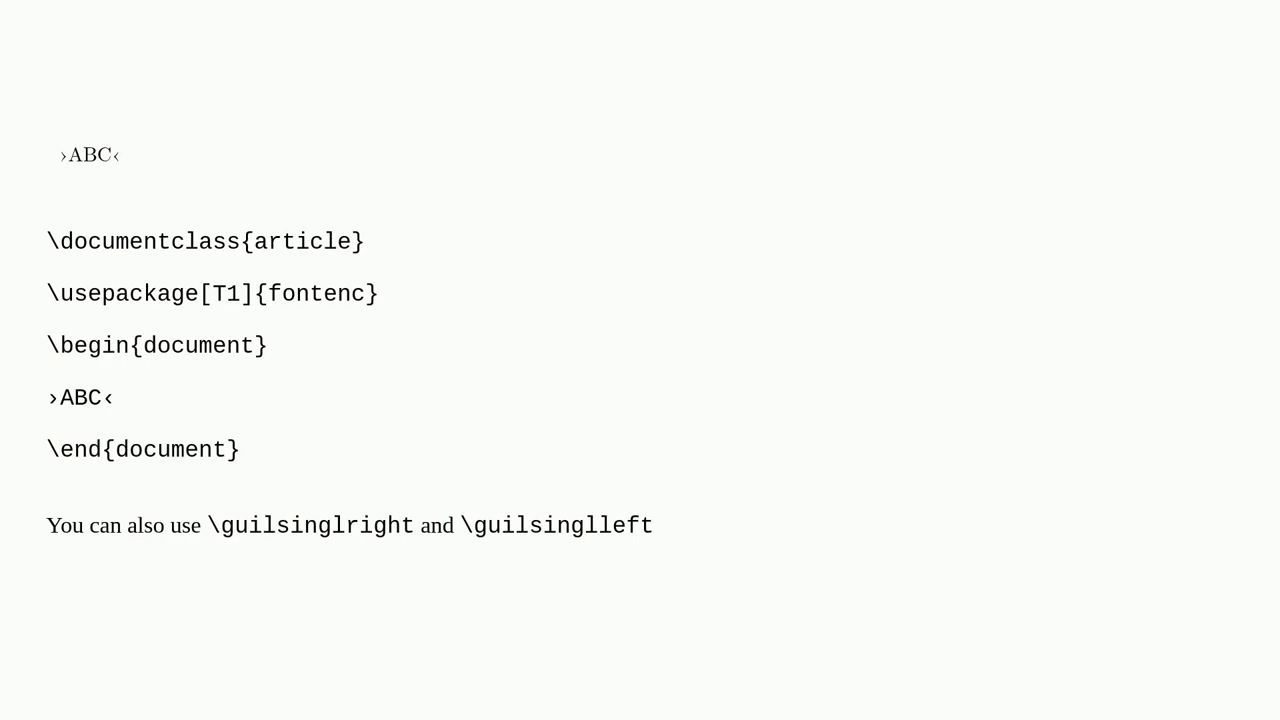 ›ABC‹
\documentclass{article}
\usepackage[T1]{fontenc}
\begin{document}
›ABC‹
\end{document}
You can also use \guilsinglright and \guilsinglleft